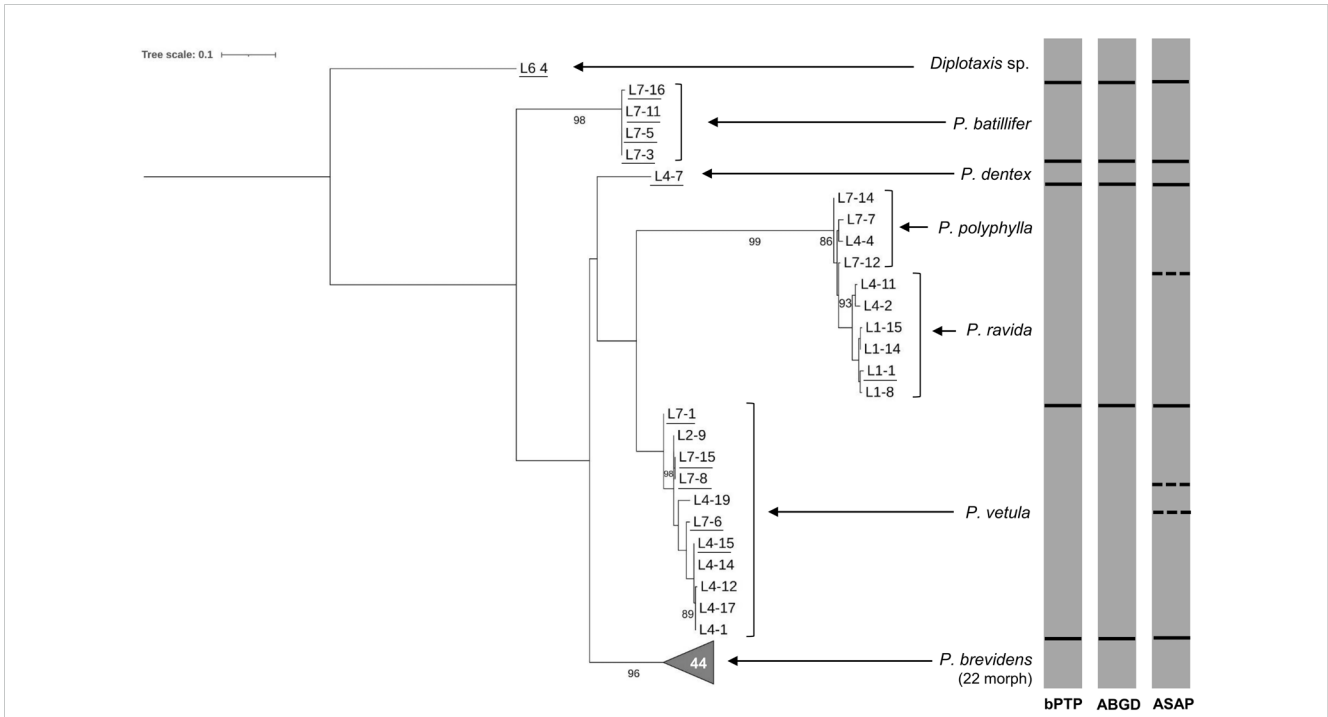 Tree scale: 0.1
L6 4
Diplotaxis sp.
L7-16
L7-11
98
P. batillifer
L7-5
L7-3
L4-7
P. dentex
L7-14
L7-7
P. polyphylla
99
86
L4-4
L7-12
L4-11
93
L4-2
L1-15
P. ravida
L1-14
L1-1
L1-8
L7-1
L2-9
L7-15
98
L7-8
L4-19
P. vetula
L7-6
L4-15
L4-14
L4-12
89
L4-17
L4-1
44
P. brevidens
96
(22 morph)
bPTP ABGD ASAP